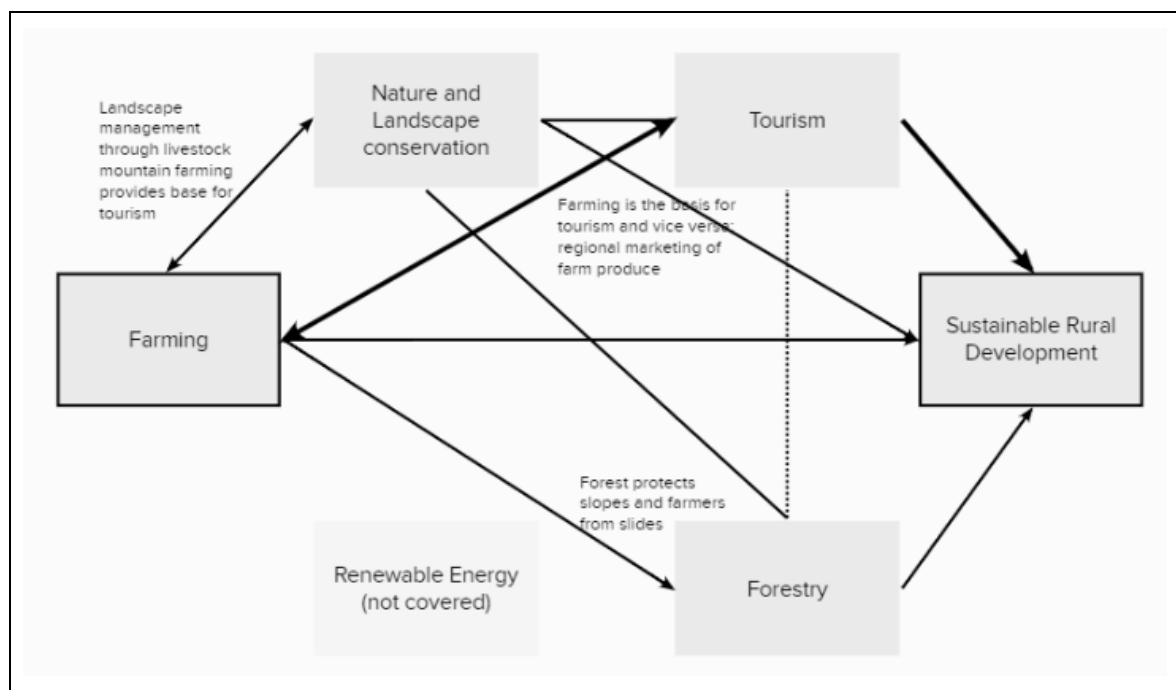 Nature and
Landscape
conservation
Tourism
Landscape
management
through livestock
mountain farming
provides base for
tourism
Farming is the basis for
tourism and vice versa:
regional marketing of
farm produce
Farming
Sustainable Rural
Development
Forest protects
slopes and farmers
from slides
Renewable Energy
(not covered)
Forestry